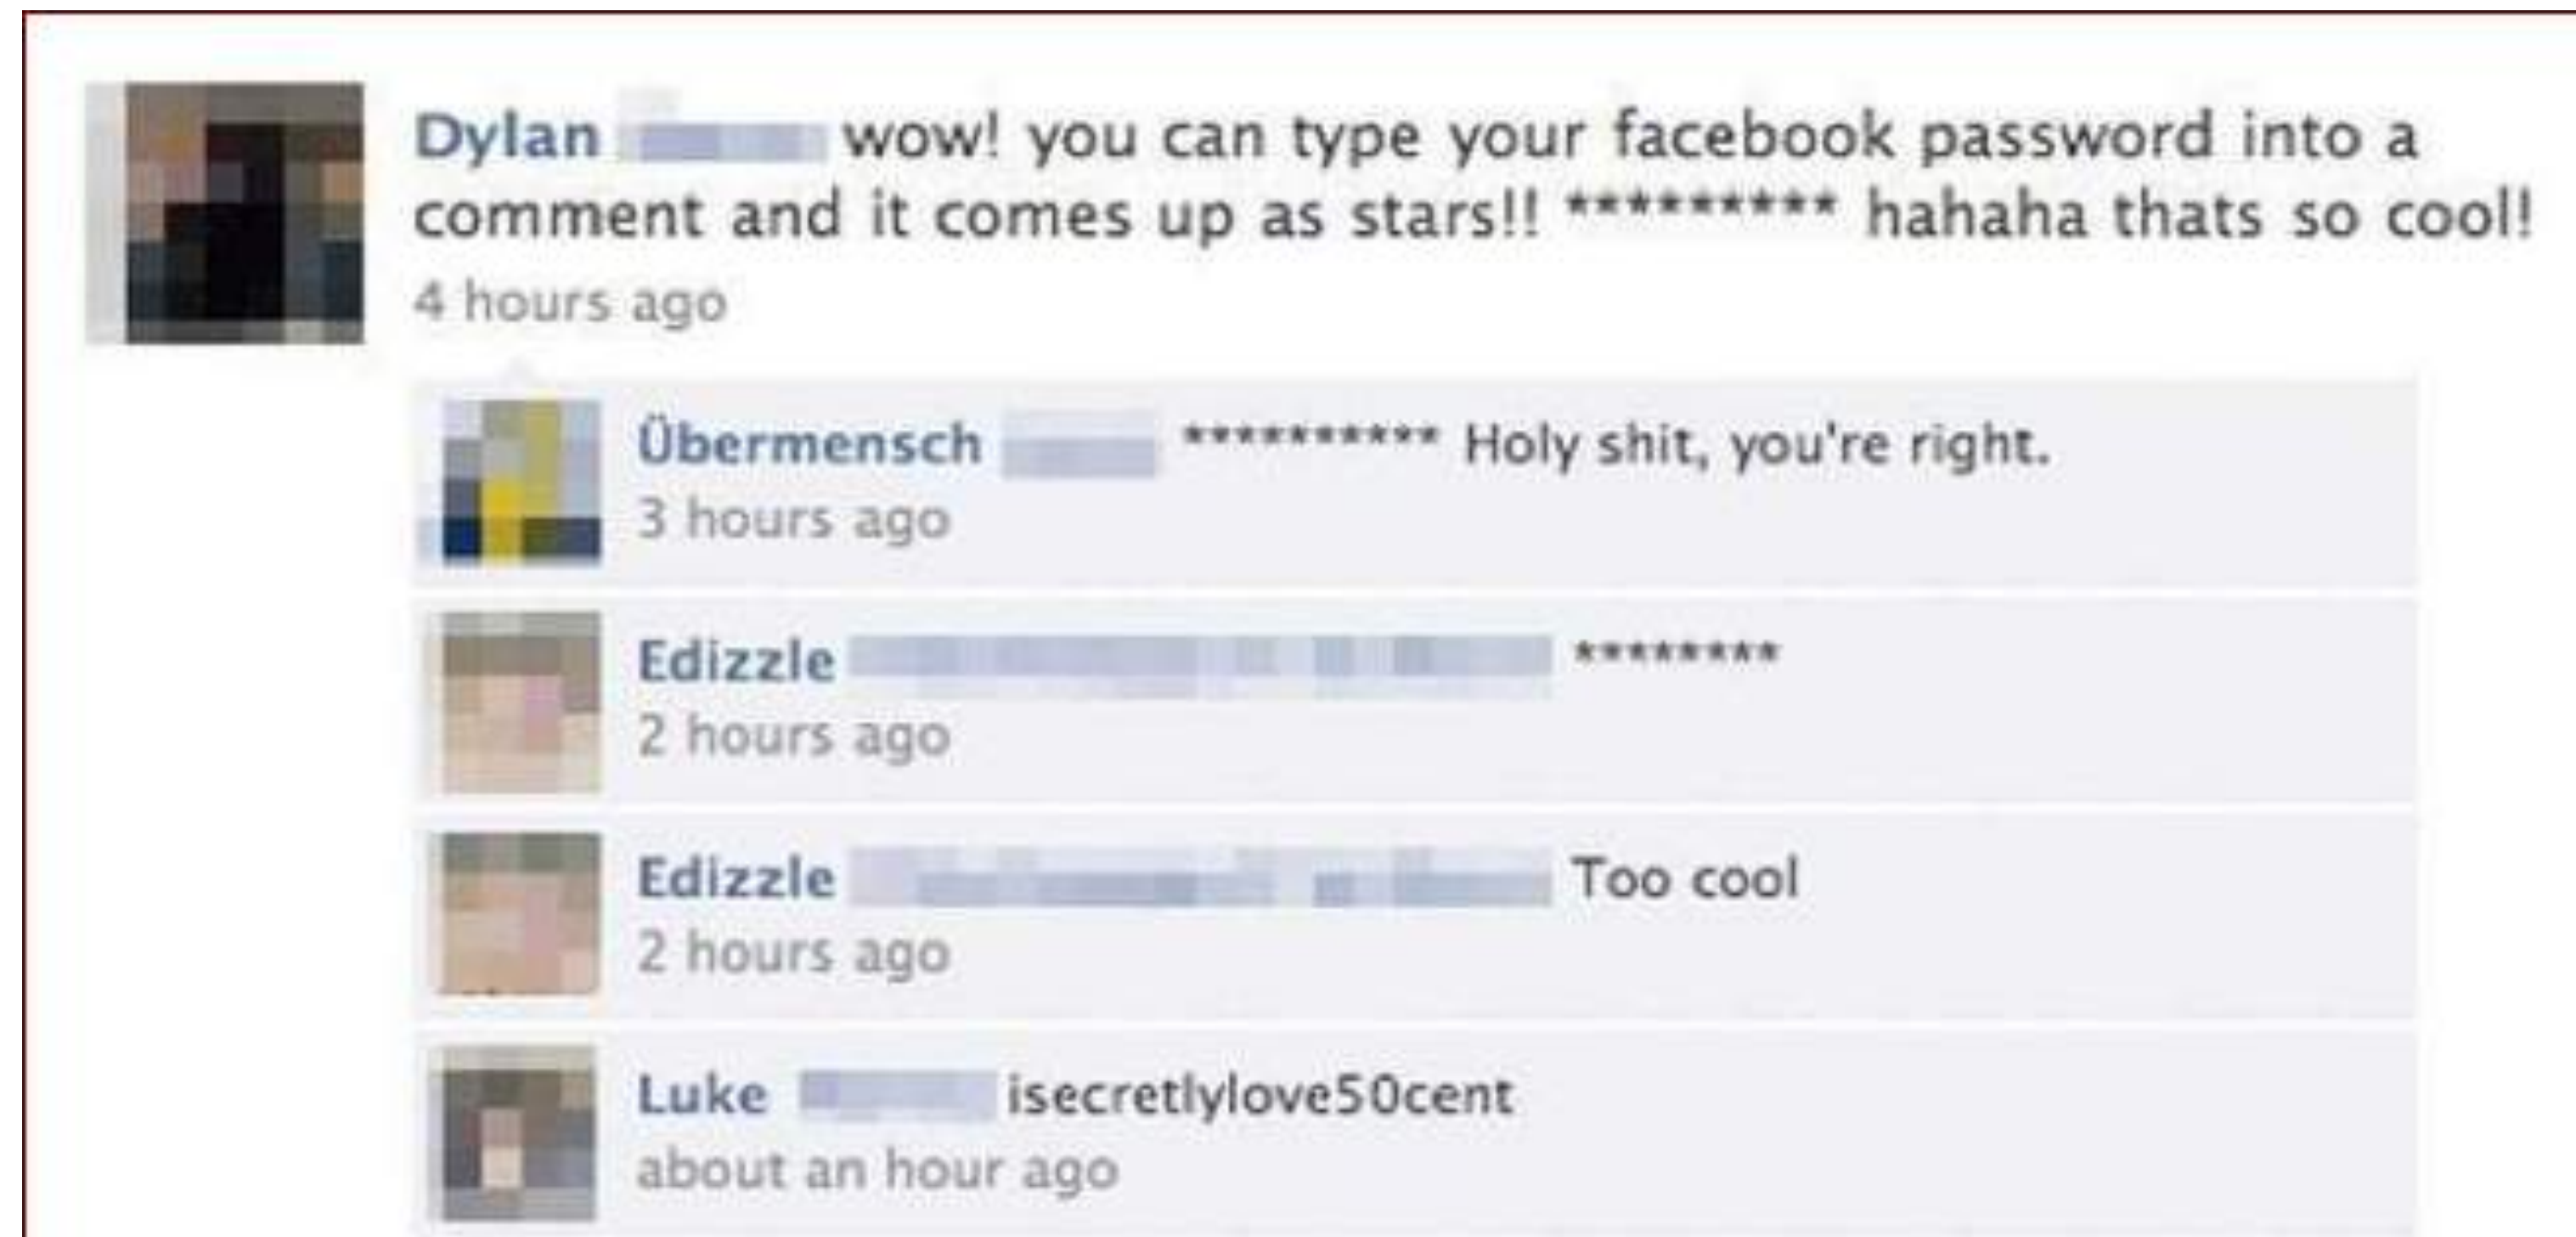 Dylan wow! you can type your facebook password into a
comment and it comes up as stars!! ********* hahaha thats so cool!
4 hours ago
Übermensch ********** Holy shit, you're right.
3 hours ago
Edizzle ********
2 hours ago
Edizzle Too cool
2 hours ago
Luke isecretlylove50cent
about an hour ago